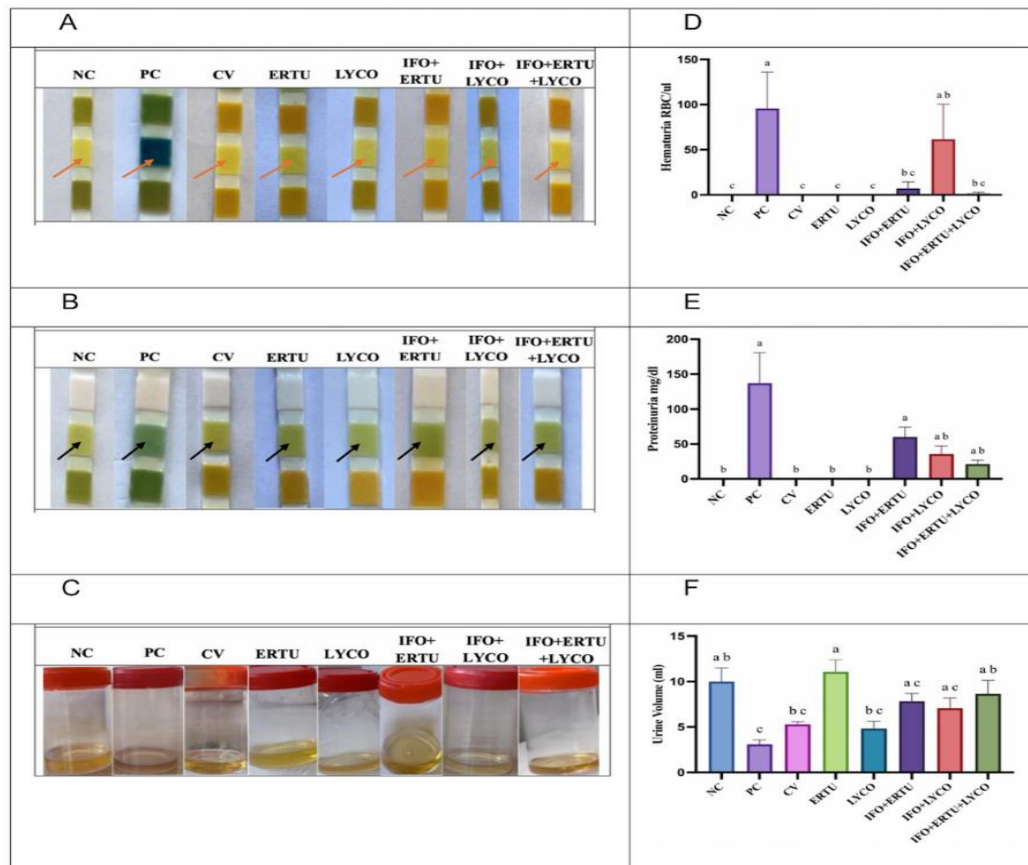 A
NC PC CV ERTU LYCO IFO+ ERTU IFO+ LYCO IFO+ERTU +LYCO
D
Hematuria RBC/ul
150
100
50
0
a
a b
c c c c b c b c
NC PC CV ERTU LYCO IFO+ERTU IFO+LYCO IFO+ERTU+LYCO
B
NC PC CV ERTU LYCO IFO+ ERTU IFO+ LYCO IFO+ERTU +LYCO
E
Proteinuria mg/dl
200
150
100
50
0
a
b b b b a a b a b
NC PC CV ERTU LYCO IFO+ERTU IFO+LYCO IFO+ERTU+LYCO
C
NC PC CV ERTU LYCO IFO+ ERTU IFO+ LYCO IFO+ERTU +LYCO
F
Urine Volume (ml)
15
10
5
0
a b c b c a b c a c a c a b
NC PC CV ERTU LYCO IFO+ERTU IFO+LYCO IFO+ERTU+LYCO